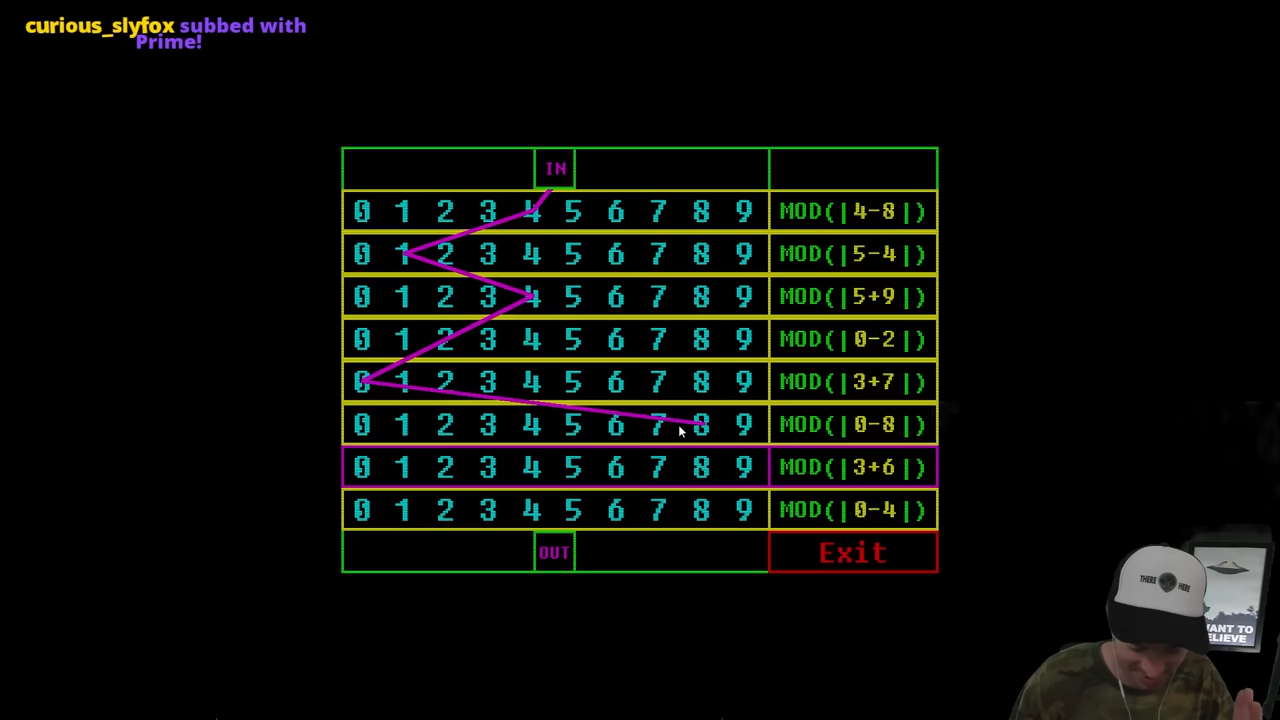 curious_slyfox subbed with
Prime!
IN
0 1 2 3 4 5 6 7 8 9 MOD(|4-8|)
0 1 2 3 4 5 6 7 8 9 MOD(|5-4|)
0 1 2 3 4 5 6 7 8 9 MOD(|5+9|)
0 1 2 3 4 5 6 7 8 9 MOD(|0-2|)
0 1 2 3 4 5 6 7 8 9 MOD(|3+7|)
0 1 2 3 4 5 6 7 8 9 MOD(|0-8|)
0 1 2 3 4 5 6 7 8 9 MOD(|3+6|)
0 1 2 3 4 5 6 7 8 9 MOD(|0-4|)
OUT Exit
THERE HERE
WANT TO
BELIEVE